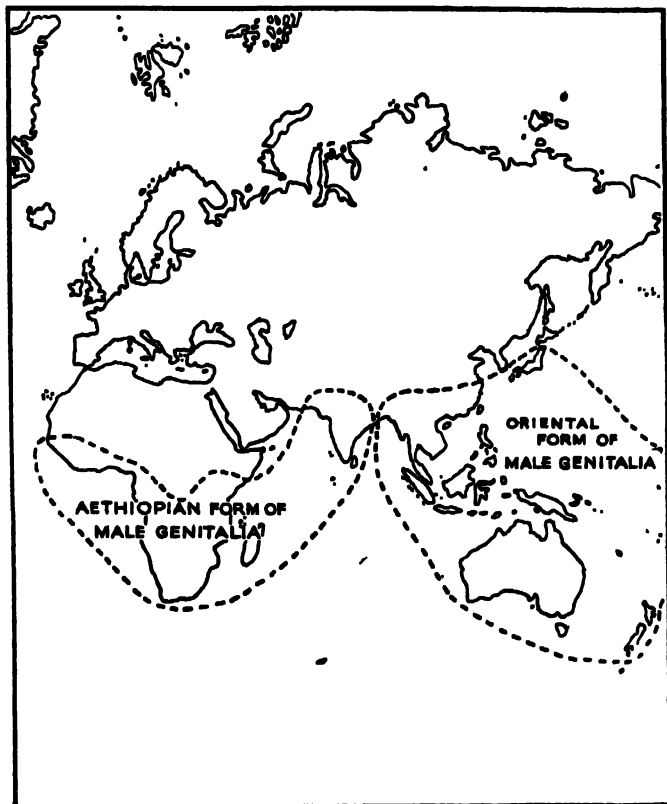 AETHIOPIAN FORM OF
MALE GENITALIA
ORIENTAL
FORM OF
MALE GENITALIA